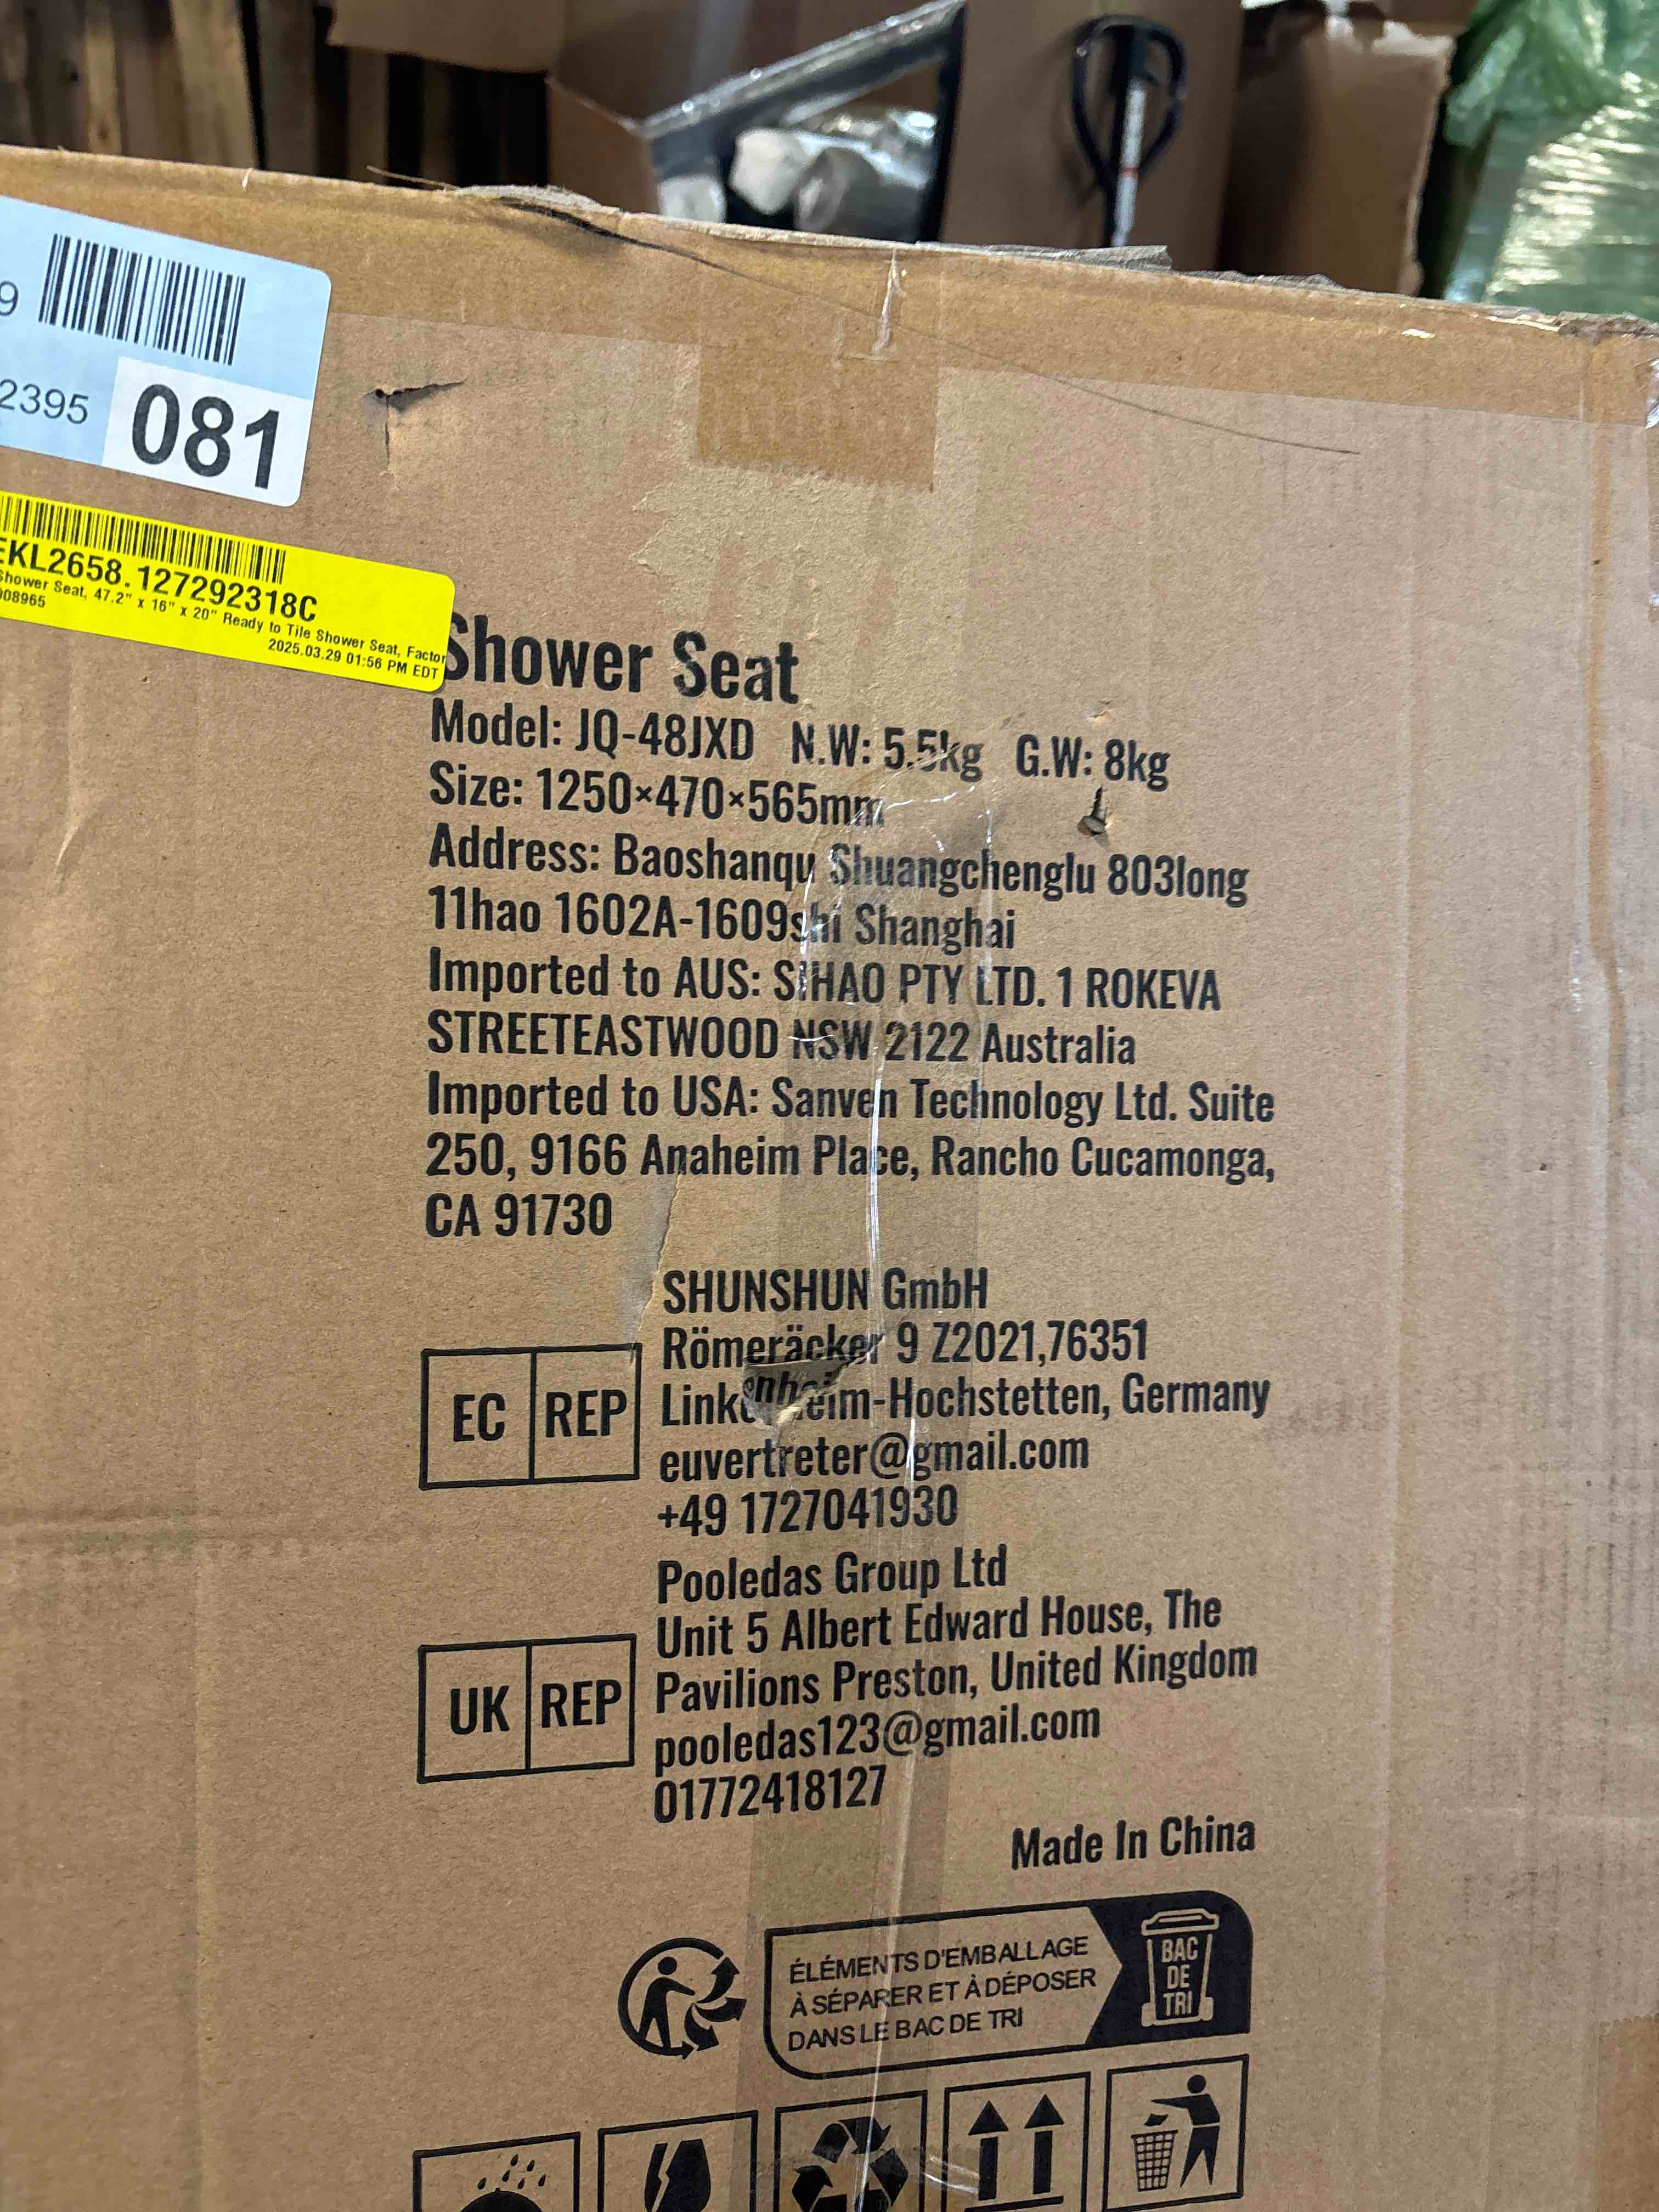 9
2395
081
EKL2658.127292318C
Shower Seat, 47.2" x 16" x 20" Ready to Tile Shower Seat, Factor
908965
2025.03.29 01:56 PM EDT
Shower Seat
Model: JQ-48JXD N.W: 5.5kg G.W: 8kg
Size: 1250×470×565mm
Address: Baoshanqu Shuangchenglu 803long
11hao 1602A-1609shi Shanghai
Imported to AUS: SIHAO PTY LTD. 1 ROKEVA
STREETEASTWOOD NSW 2122 Australia
Imported to USA: Sanven Technology Ltd. Suite
250, 9166 Anaheim Place, Rancho Cucamonga,
CA 91730
EC REP
SHUNSHUN GmbH
Römeräcker 9 Z2021,76351
Linkenheim-Hochstetten, Germany
euvertreter@gmail.com
+49 1727041930
UK REP
Pooledas Group Ltd
Unit 5 Albert Edward House, The
Pavilions Preston, United Kingdom
pooledas123@gmail.com
01772418127
Made In China
ÉLÉMENTS D'EMBALLAGE
À SÉPARER ET À DÉPOSER
DANS LE BAC DE TRI
BAC
DE
TRI